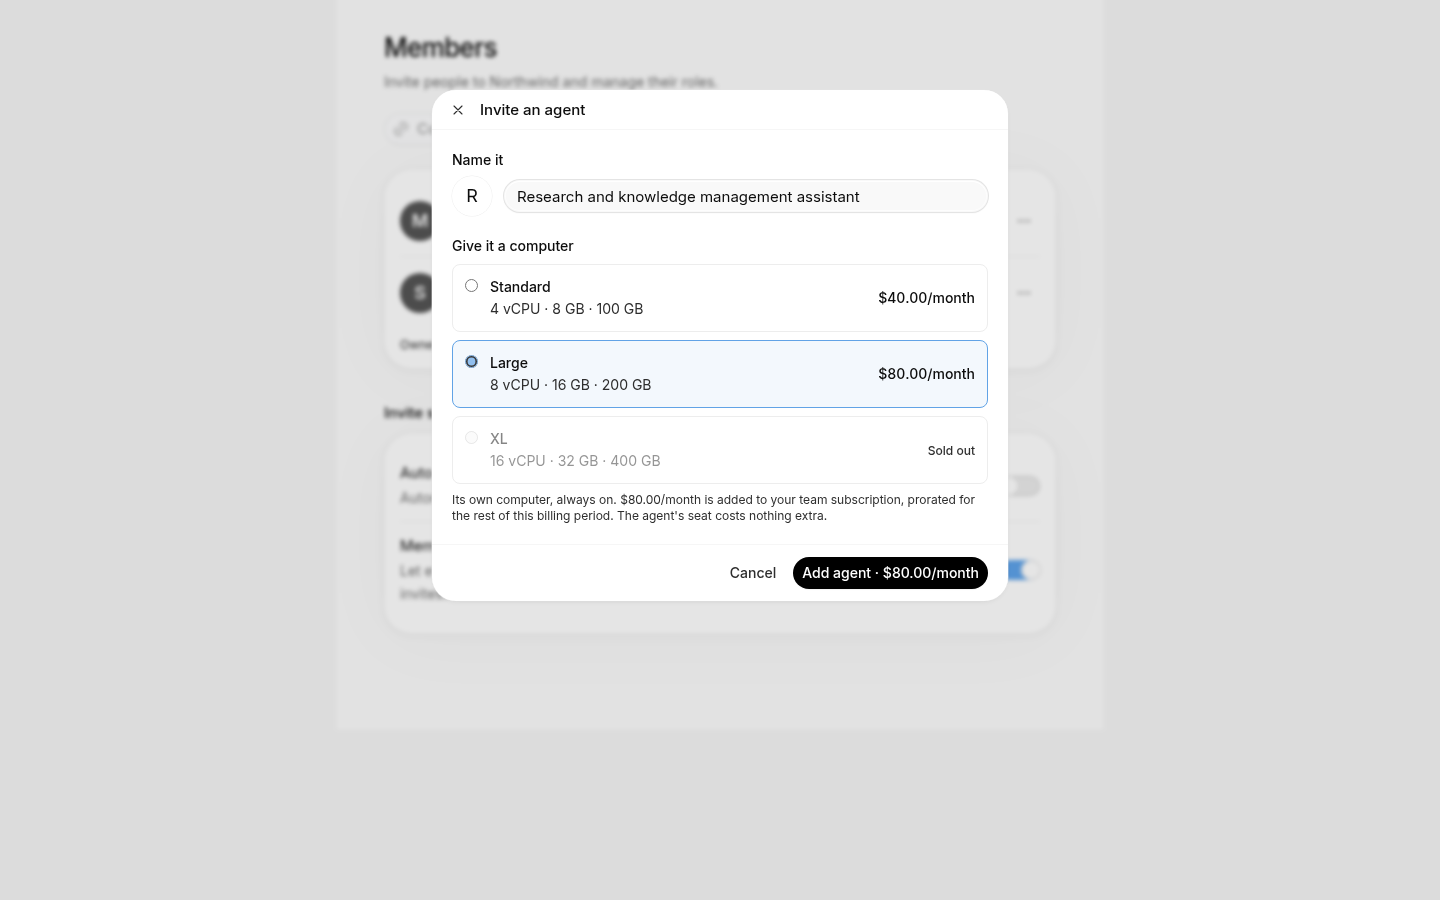 Members
Invite people to Northwind and manage their roles.
Invite an agent
Name it
R
Research and knowledge management assistant
Give it a computer
Standard
4 vCPU · 8 GB · 100 GB
$40.00/month
Large
8 vCPU · 16 GB · 200 GB
$80.00/month
XL
16 vCPU · 32 GB · 400 GB
Sold out
Its own computer, always on. $80.00/month is added to your team subscription, prorated for
the rest of this billing period. The agent's seat costs nothing extra.
Cancel
Add agent · $80.00/month
M
S
Invite